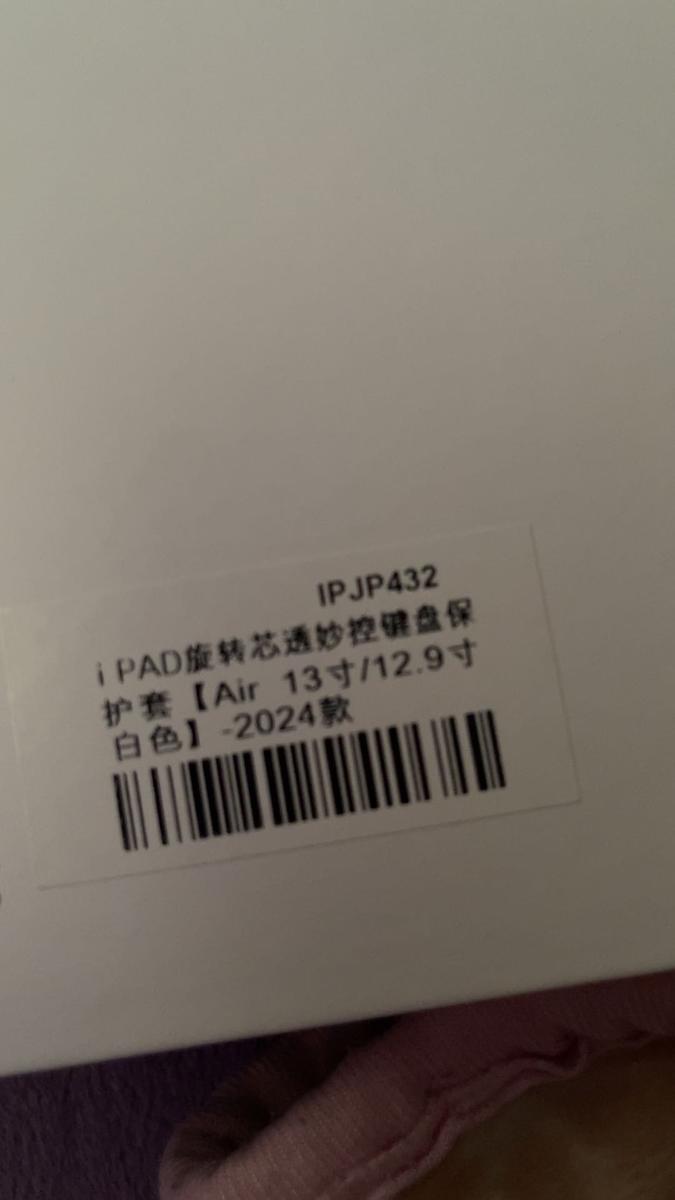 IPJP432
i PAD旋转芯透妙控键盘保
护套【Air 13寸/12.9寸
白色】-2024款